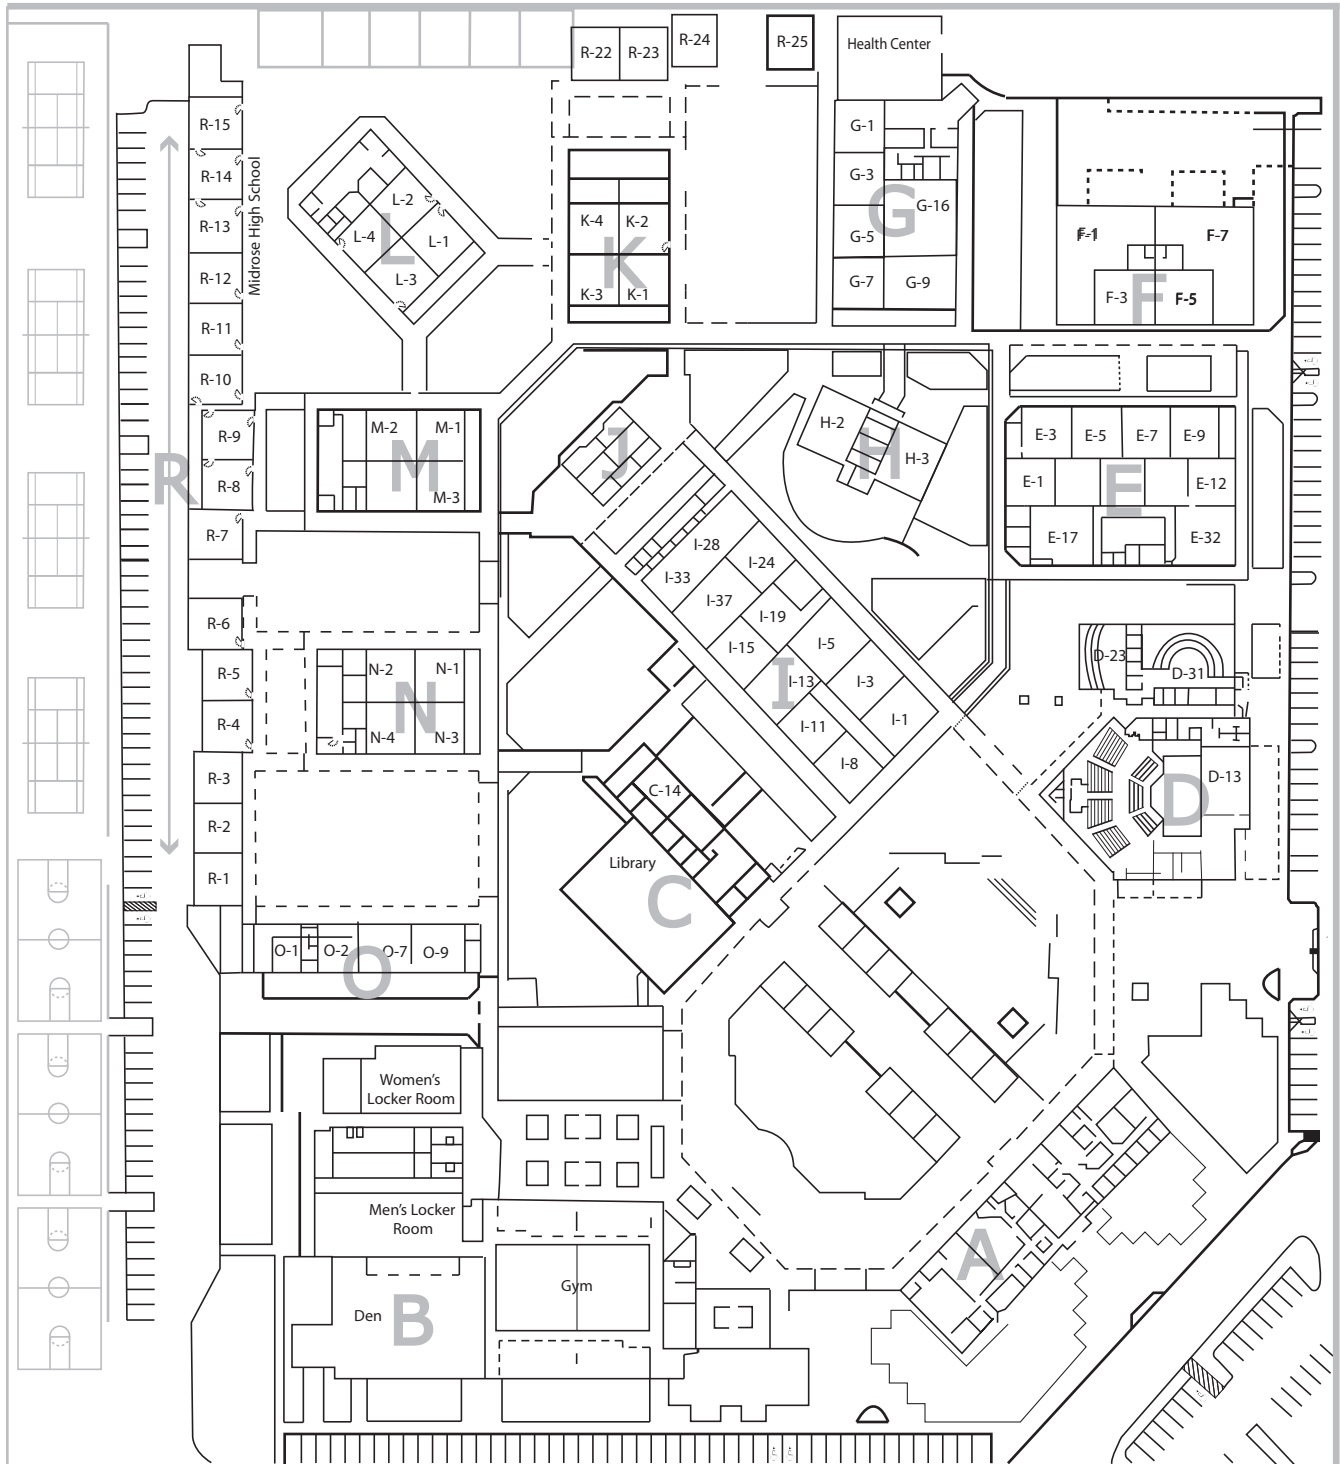 R-22
R-23
R-24
R-25
Health Center
R-15
R-14
R-13
R-12
R-11
R-10
R-9
R-8
R-7
R-6
R-5
R-4
R-3
R-2
R-1
R
Midrose High School
L-2
L-4
L-1
L-3
L
K-4
K-2
K-3
K-1
K
G-1
G-3
G-16
G-5
G-7
G-9
G
F-1
F-7
F-3
F-5
F
M-2
M-1
M-3
M
J
H-2
H-3
H
E-3
E-5
E-7
E-9
E-1
E-12
E-17
E-32
E
I-28
I-24
I-33
I-37
I-19
I-15
I-5
I-13
I-3
I-11
I-1
I-8
I
N-2
N-1
N-4
N-3
N
D-23
D-31
D-13
D
C-14
Library
C
O-1
O-2
O-7
O-9
O
Women's
Locker Room
Men's Locker
Room
Den
B
Gym
A